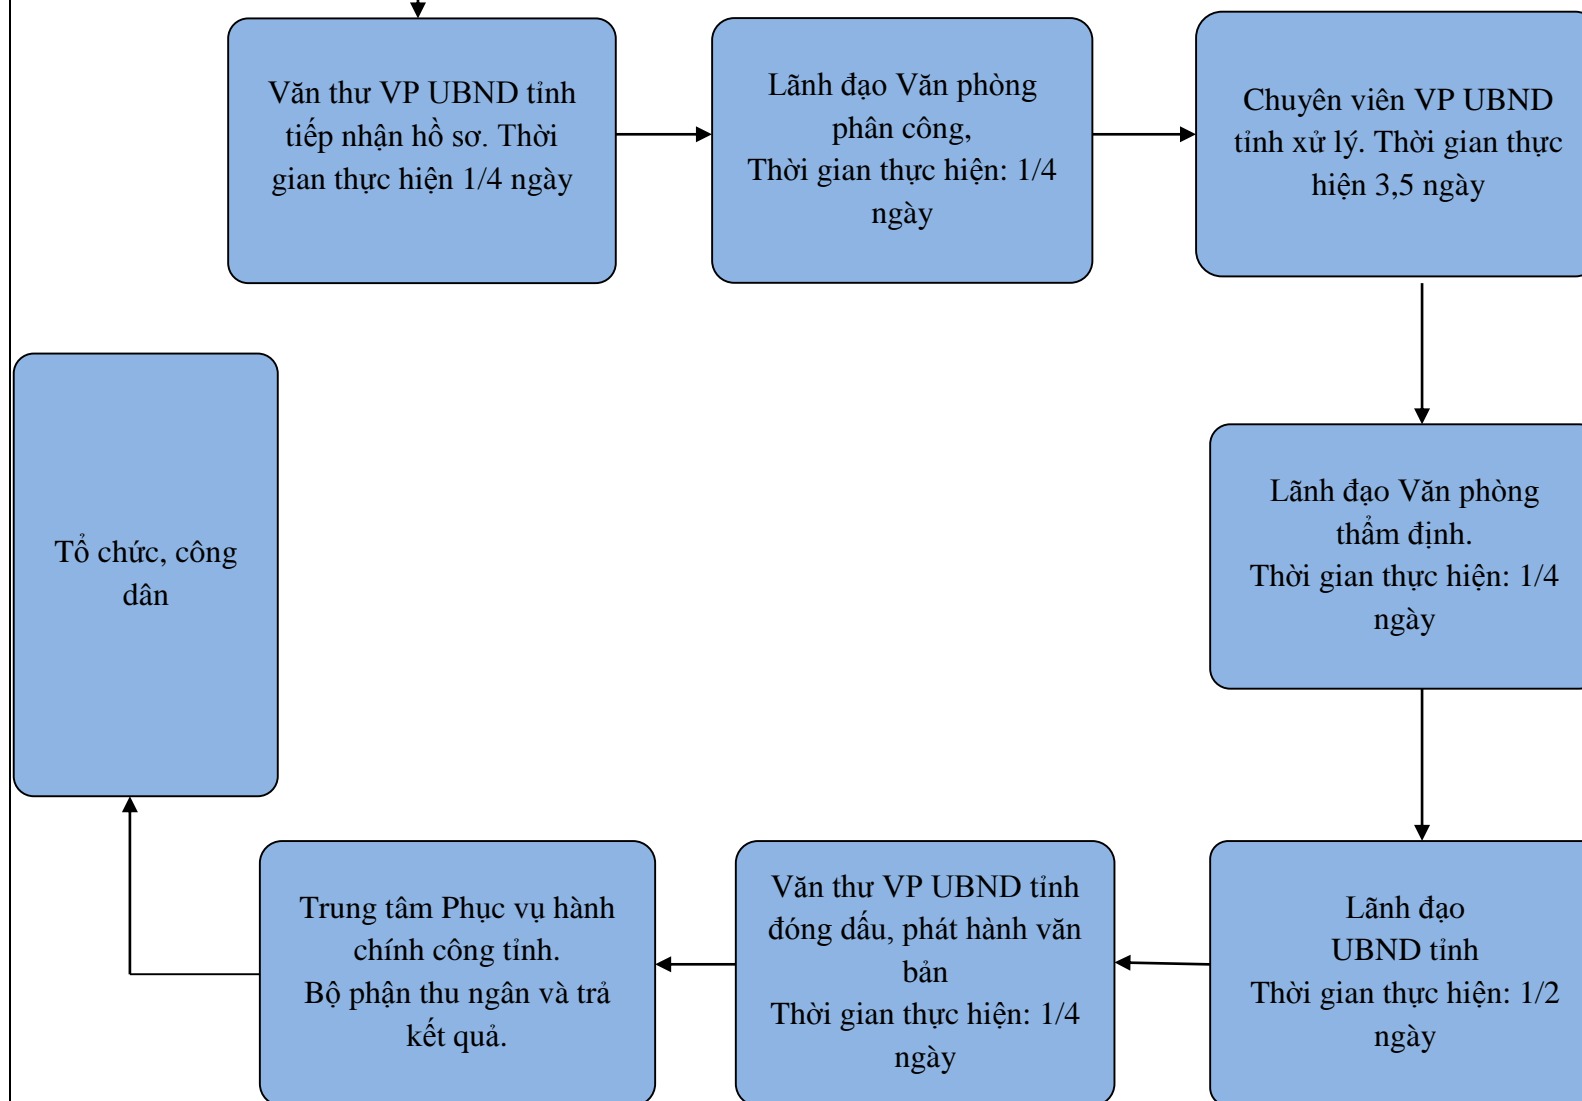 Văn thư VP UBND tỉnh
tiếp nhận hồ sơ. Thời
gian thực hiện 1/4 ngày
Lãnh đạo Văn phòng
phân công,
Thời gian thực hiện: 1/4
ngày
Chuyên viên VP UBND
tỉnh xử lý. Thời gian thực
hiện 3,5 ngày
Lãnh đạo Văn phòng
thẩm định.
Thời gian thực hiện: 1/4
ngày
Lãnh đạo
UBND tỉnh
Thời gian thực hiện: 1/2
ngày
Văn thư VP UBND tỉnh
đóng dấu, phát hành văn
bản
Thời gian thực hiện: 1/4
ngày
Trung tâm Phục vụ hành
chính công tỉnh.
Bộ phận thu ngân và trả
kết quả.
Tổ chức, công
dân